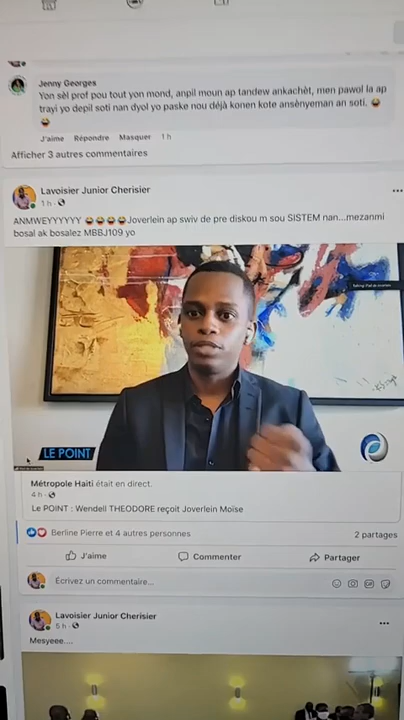 Jenny Georges
Yon sèl prof pou tout yon mond, anpil moun ap tandew ankachèt, men pawol la ap
trayi yo depil soti nan dyol yo paske nou déjà konen kote ansènyeman an soti. 😂
😂
J'aime Répondre Masquer 1 h
Afficher 3 autres commentaires
Lavoisier Junior Cherisier
1 h ·
ANMWEYYYYYY 😂😂😂😂Joverlein ap swiv de pre diskou m sou SISTEM nan...mezanmi
bosal ak bosalez MBBJ109 yo
LE POINT
Métropole Haiti était en direct.
4 h ·
Le POINT : Wendell THEODORE reçoit Joverlein Moïse
Berline Pierre et 4 autres personnes
2 partages
J'aime Commenter Partager
Écrivez un commentaire...
Lavoisier Junior Cherisier
5 h ·
Mesyeee....